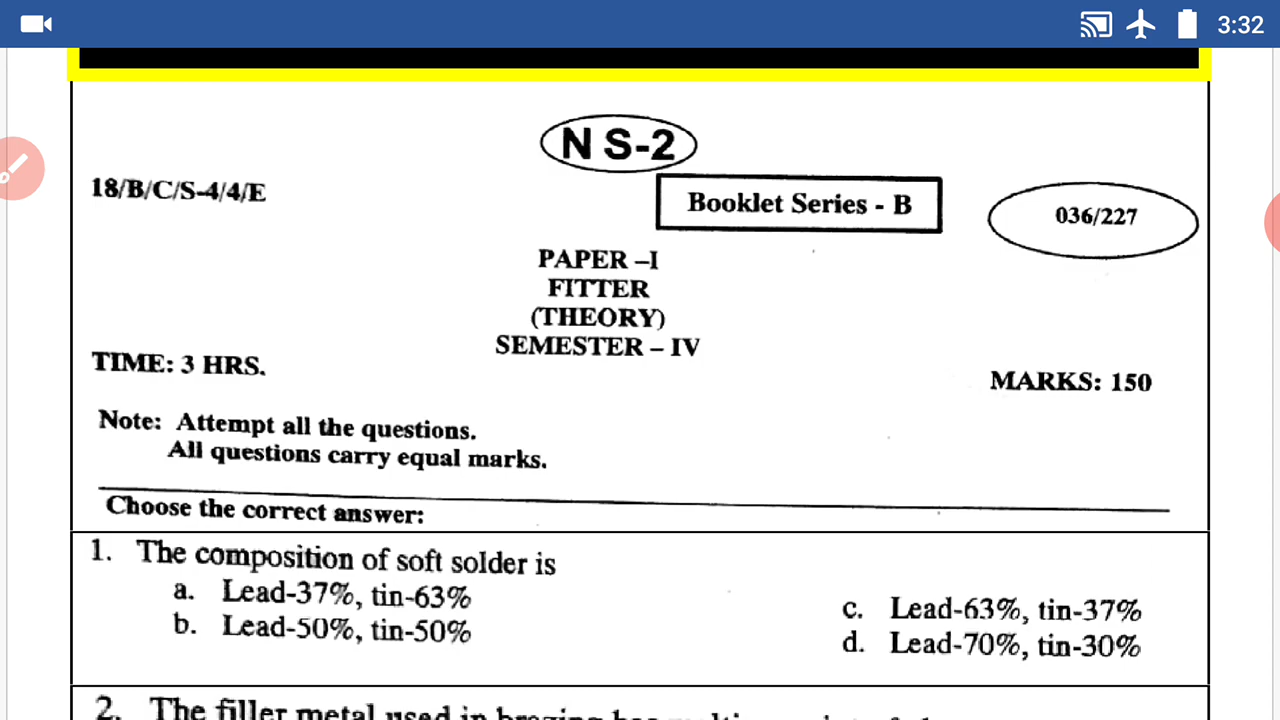 3:32
N S-2
18/B/C/S-4/4/E
Booklet Series - B
036/227
PAPER –I
FITTER
(THEORY)
SEMESTER – IV
TIME: 3 HRS.
MARKS: 150
Note: Attempt all the questions.
All questions carry equal marks.
Choose the correct answer:
1. The composition of soft solder is
a. Lead-37%, tin-63%
b. Lead-50%, tin-50%
c. Lead-63%, tin-37%
d. Lead-70%, tin-30%
2. The filler metal used in brazing has